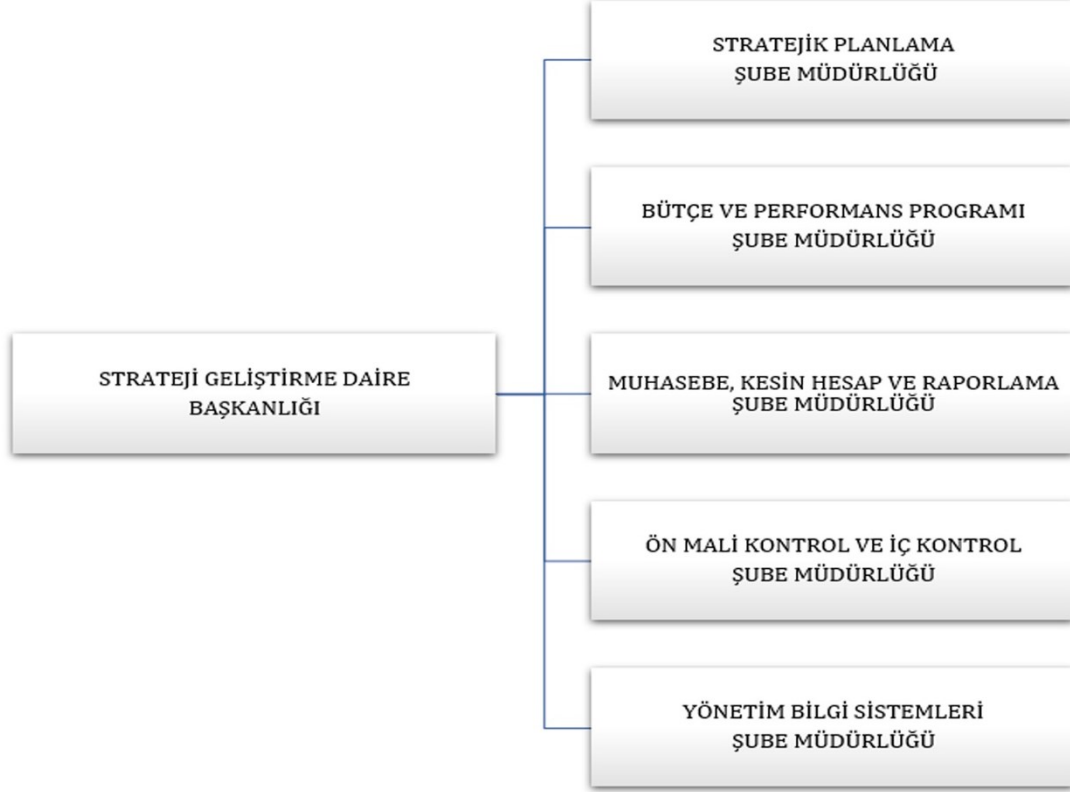 STRATEJİK PLANLAMA
ŞUBE MÜDÜRLÜĞÜ
BÜTÇE VE PERFORMANS PROGRAMI
ŞUBE MÜDÜRLÜĞÜ
STRATEJİ GELİŞTİRME DAİRE
BAŞKANLIĞI
MUHASEBE, KESİN HESAP VE RAPORLAMA
ŞUBE MÜDÜRLÜĞÜ
ÖN MALİ KONTROL VE İÇ KONTROL
ŞUBE MÜDÜRLÜĞÜ
YÖNETİM BİLGİ SİSTEMLERİ
ŞUBE MÜDÜRLÜĞÜ